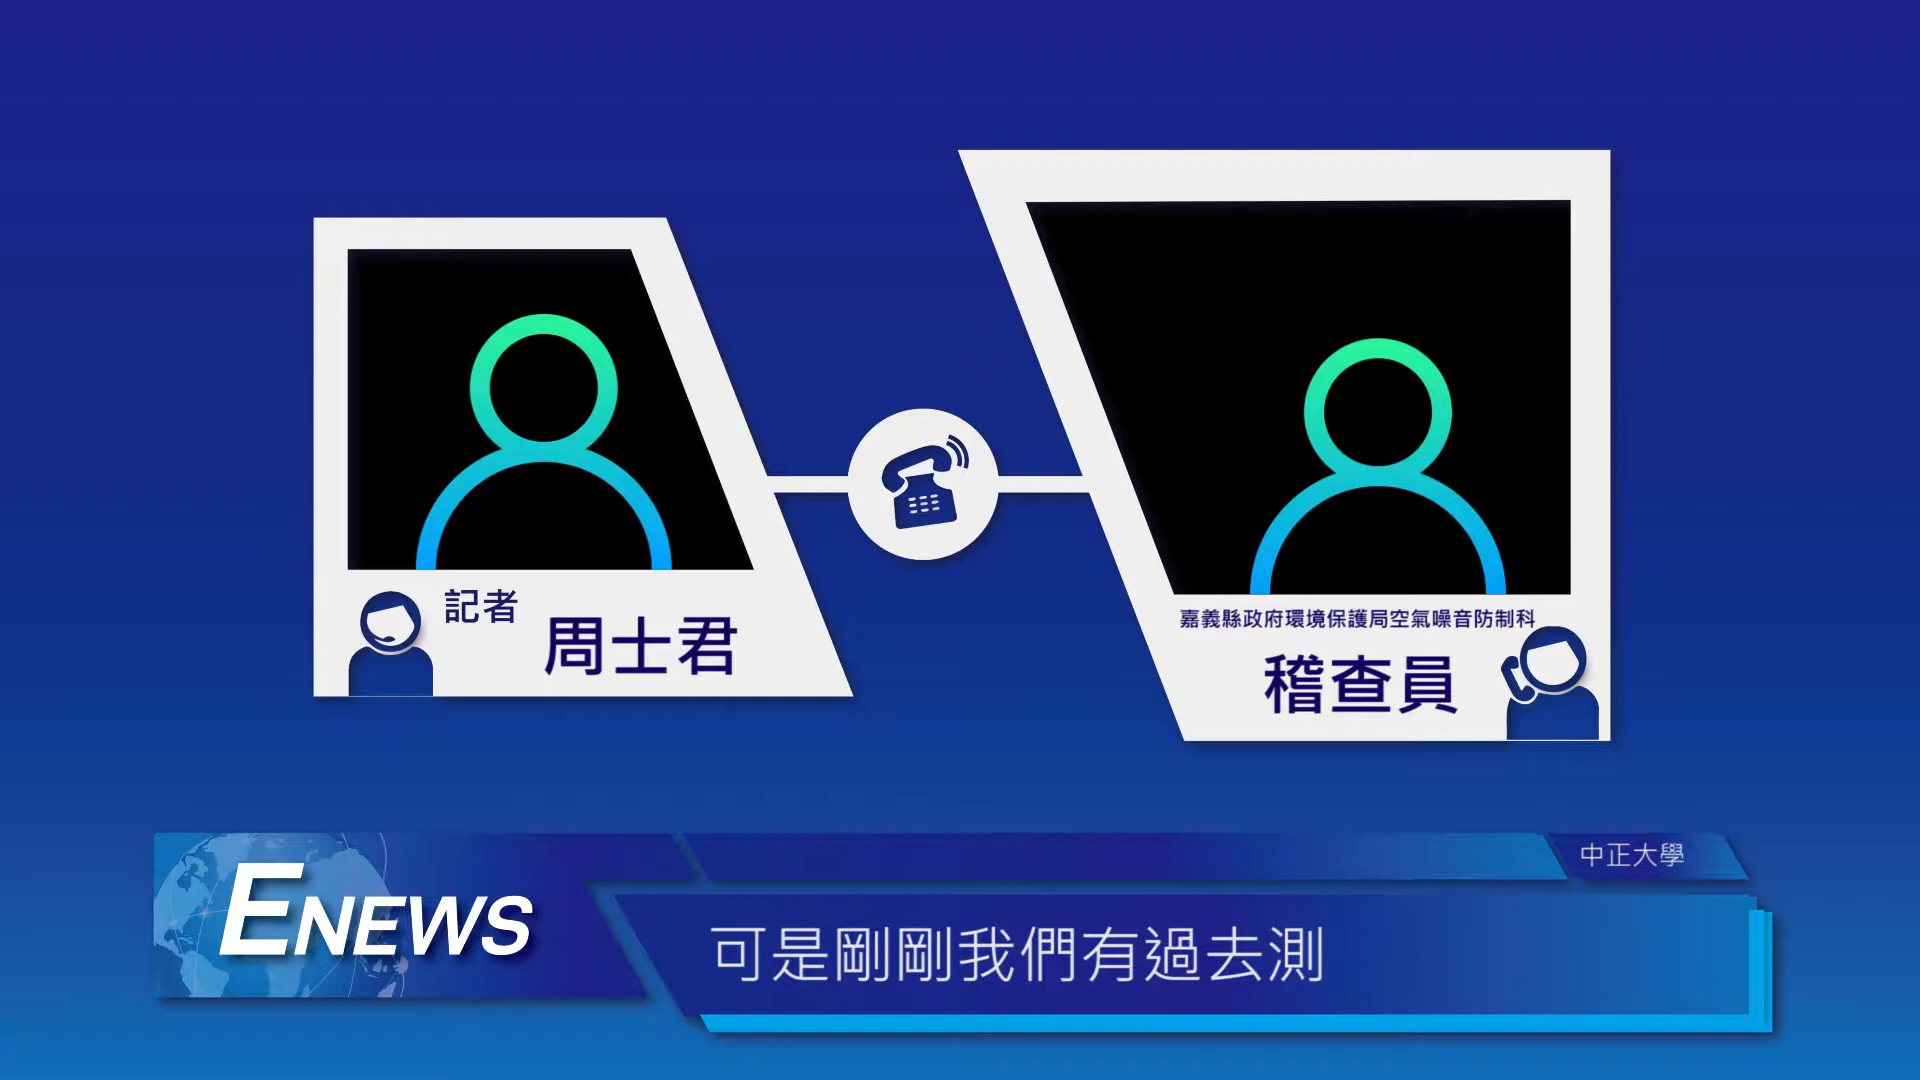 記者
周士君
嘉義縣政府環境保護局空氣噪音防制科
稽查員
中正大學
ENEWS
可是剛剛我們有過去測